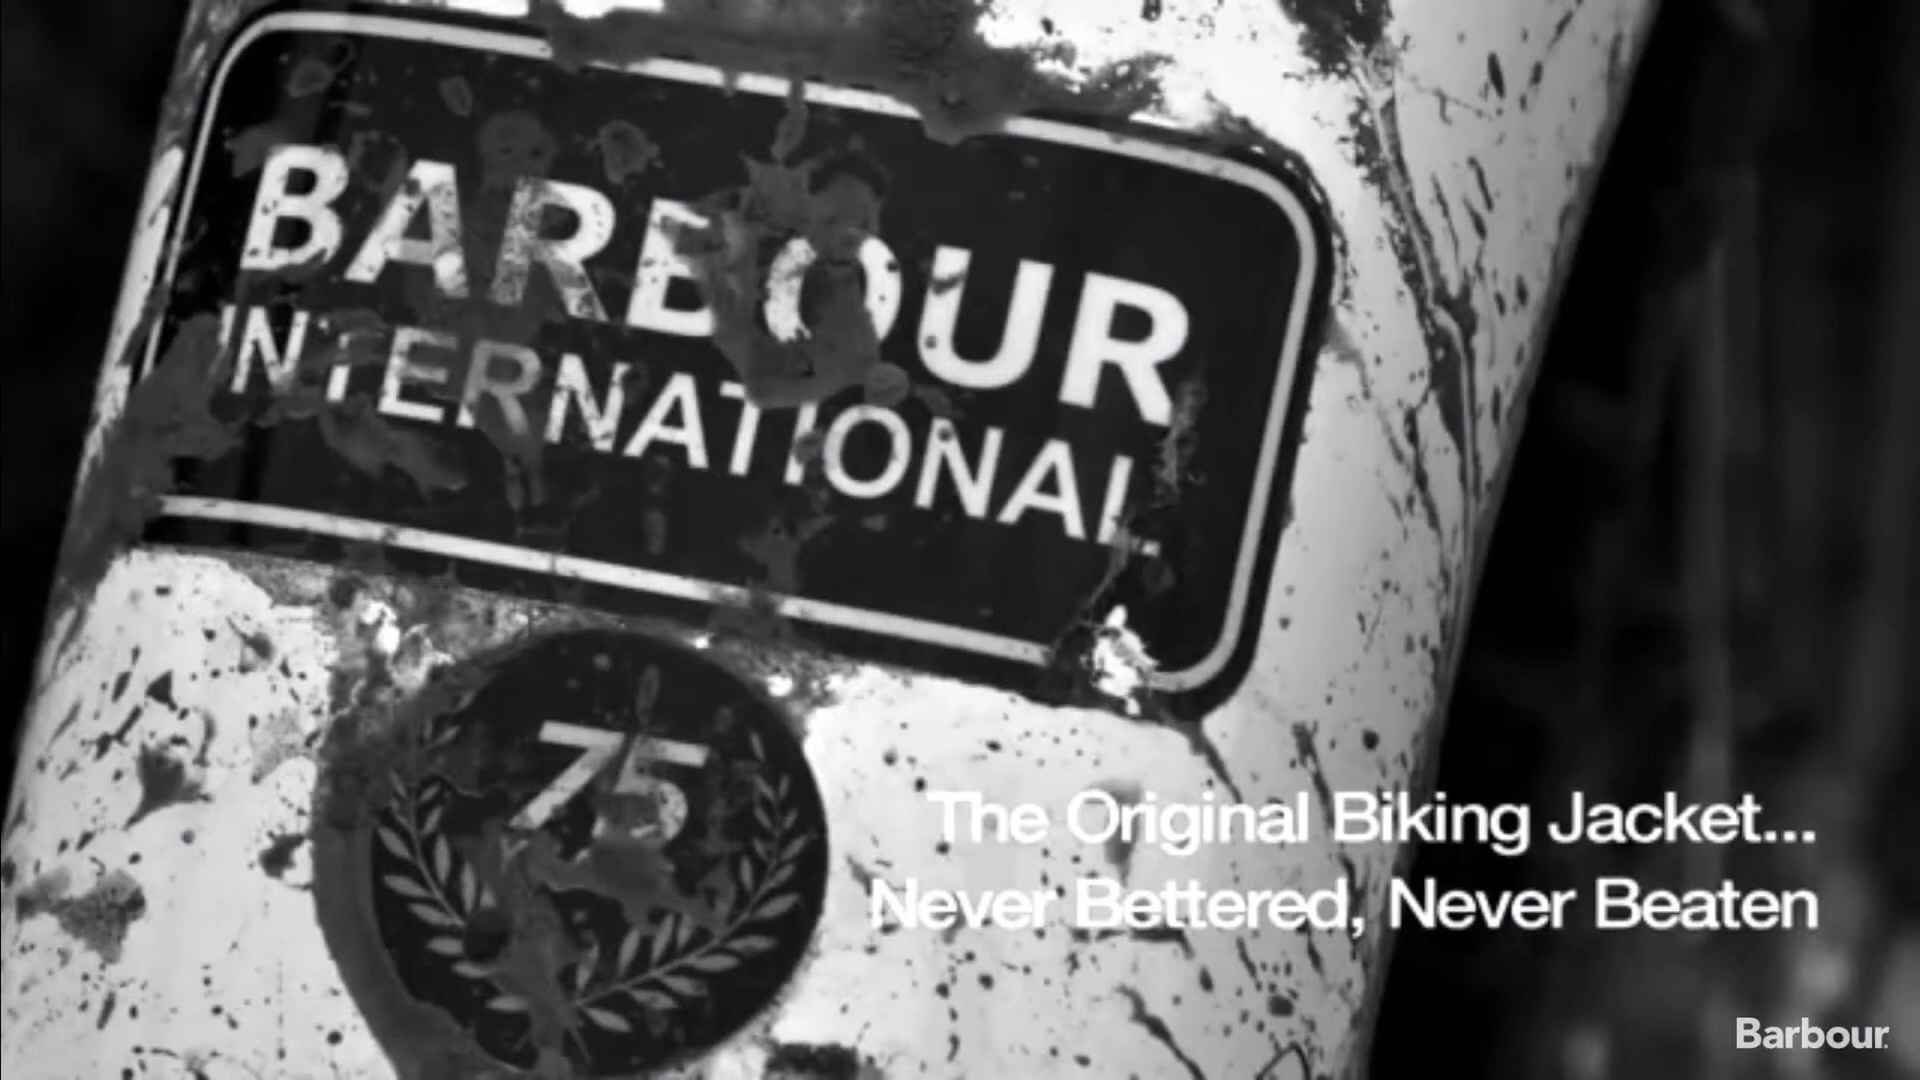 BARBOUR
INTERNATIONAL
75
The Original Biking Jacket...
Never Bettered, Never Beaten
Barbour.